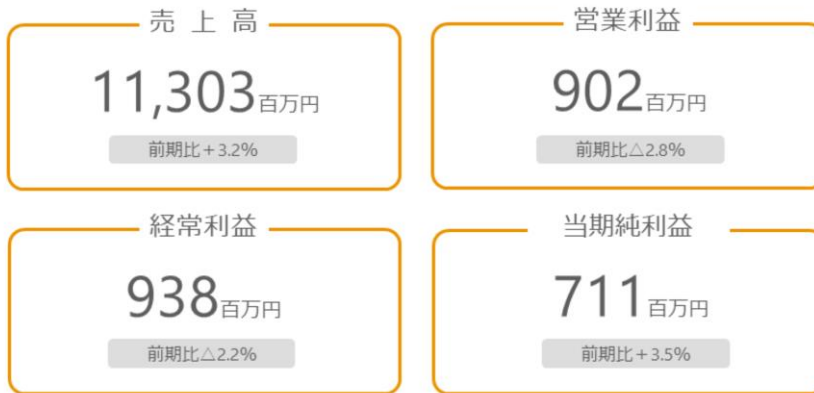 売上高
11,303百万円
前期比＋3.2%
営業利益
902百万円
前期比△2.8%
経常利益
938百万円
前期比△2.2%
当期純利益
711百万円
前期比＋3.5%